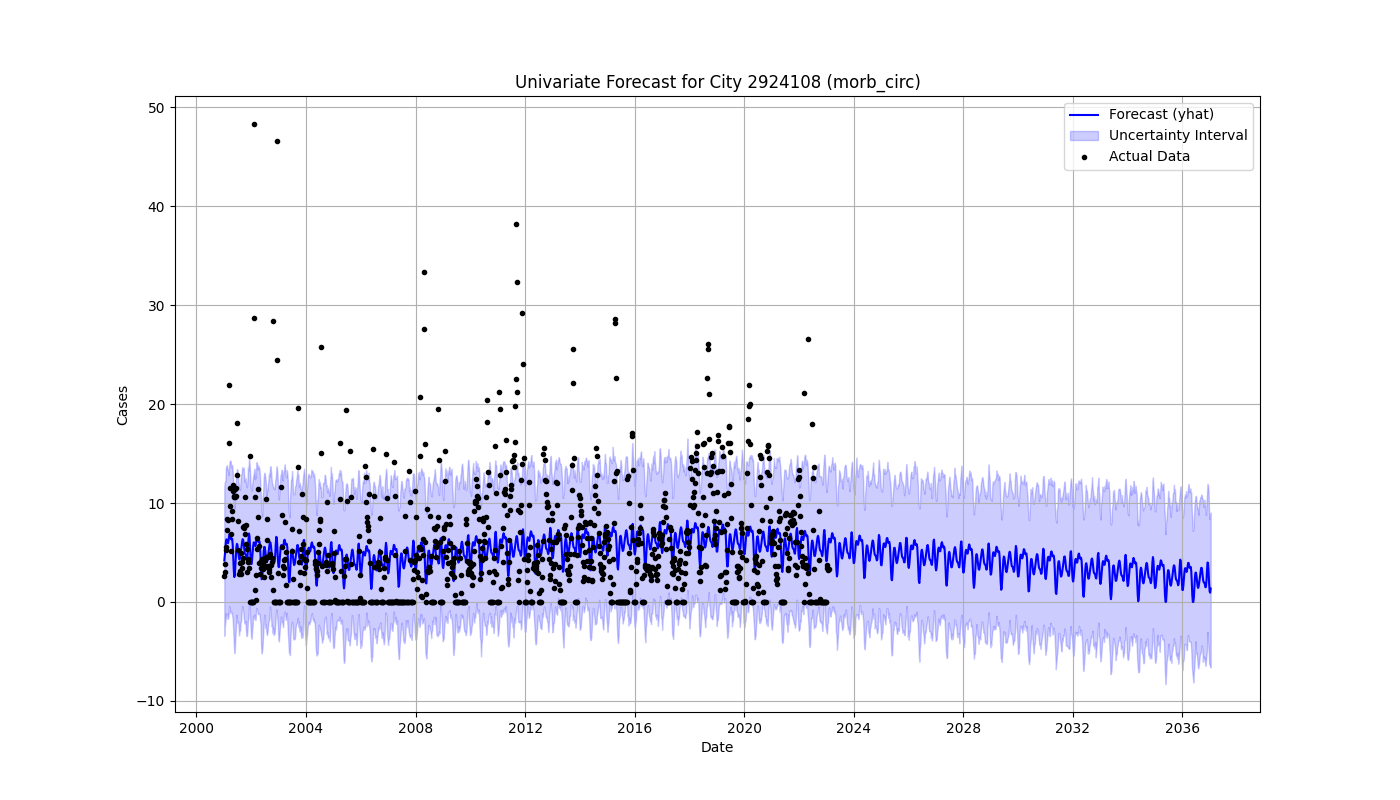 Univariate Forecast for City 2924108 (morb_circ)
Forecast (yhat)
Uncertainty Interval
Actual Data
Cases
50
40
30
20
10
0
−10
2000
2004
2008
2012
2016
2020
2024
2028
2032
2036
Date